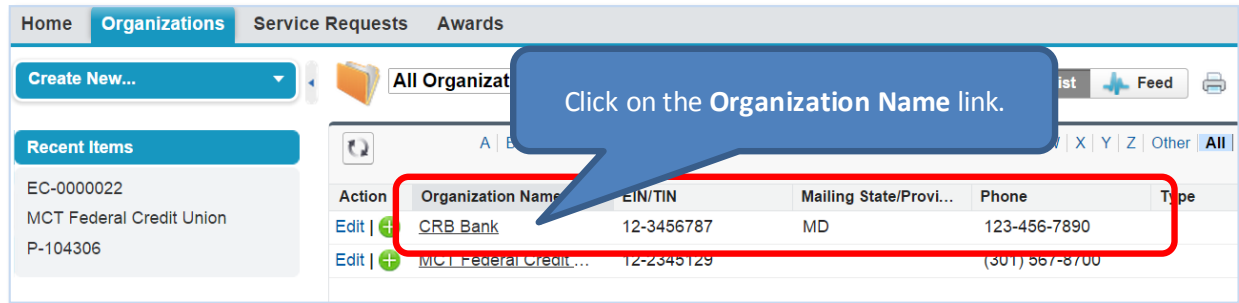 Home Organizations Service Requests Awards
Create New...
All Organizat
Click on the Organization Name link.
Feed
Recent Items
A X Y Z Other All
EC-0000022
MCT Federal Credit Union
P-104306
Action Organization Name EIN/TIN Mailing State/Provi... Phone Type
Edit | CRB Bank 12-3456787 MD 123-456-7890
Edit | MCT Federal Credit ... 12-2345129 (301) 567-8700